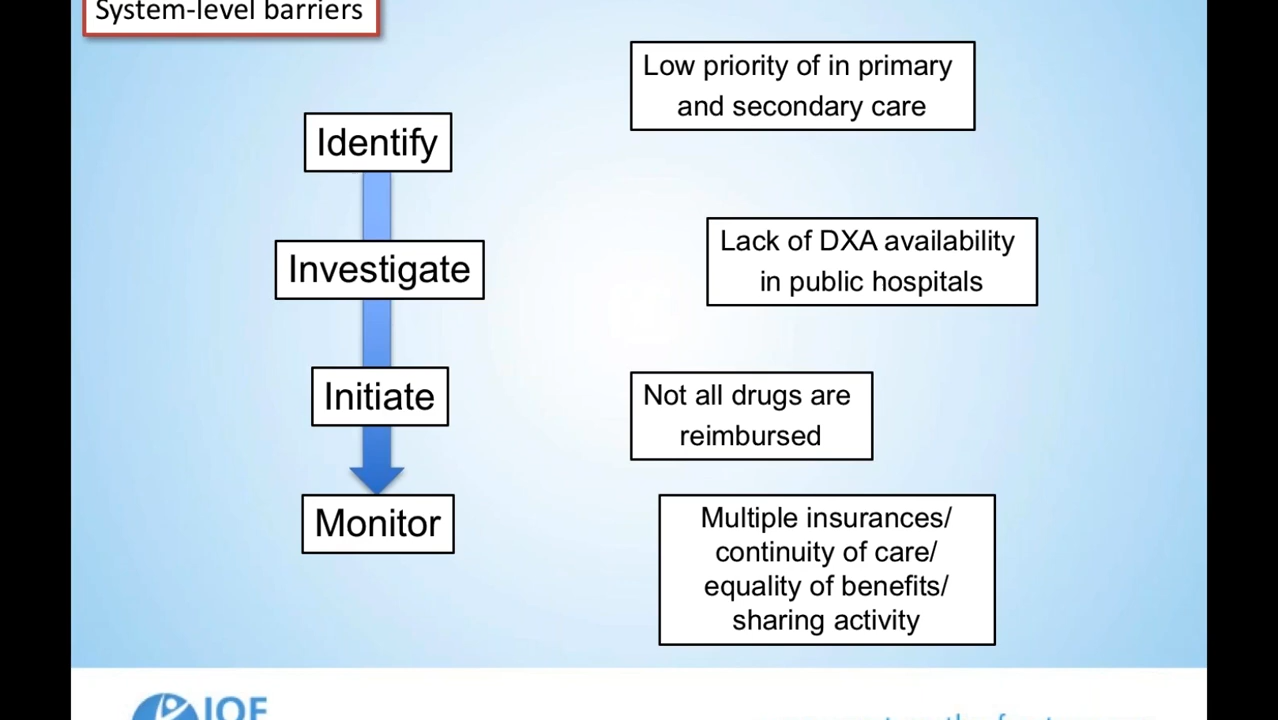 System-level barriers
Low priority of in primary
and secondary care
Identify
Lack of DXA availability
in public hospitals
Investigate
Not all drugs are
reimbursed
Initiate
Multiple insurances/
continuity of care/
equality of benefits/
sharing activity
Monitor
IOF